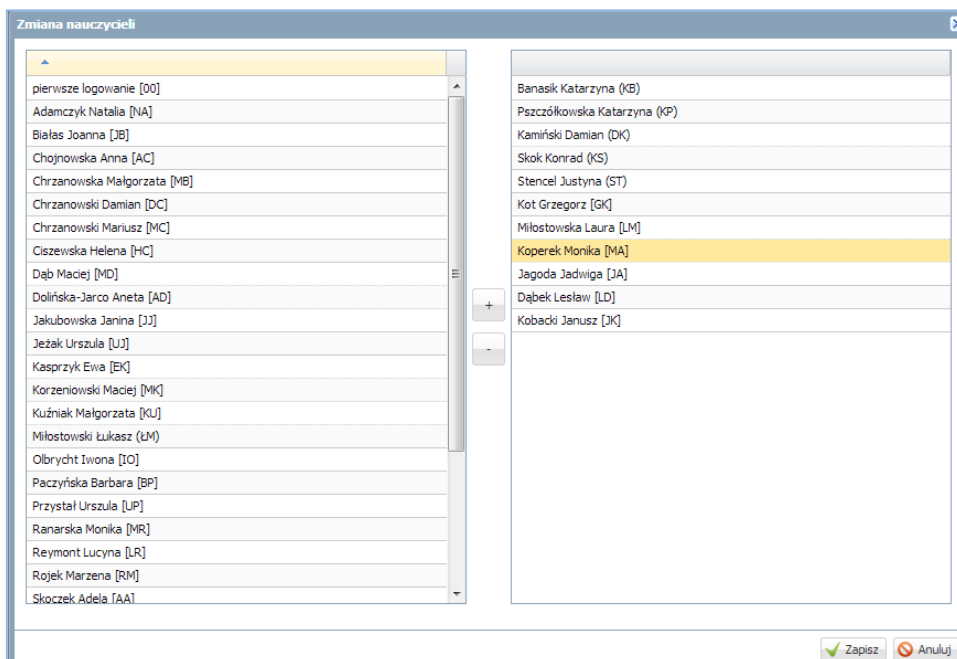 Zmiana nauczycieli
pierwsze logowanie [00]
Adamczyk Natalia [NA]
Białas Joanna [JB]
Chojnowska Anna [AC]
Chrzanowska Małgorzata [MB]
Chrzanowski Damian [DC]
Chrzanowski Mariusz [MC]
Ciszewska Helena [HC]
Dąb Maciej [MD]
Dolińska-Jarco Aneta [AD]
Jakubowska Janina [JJ]
Jeżak Urszula [UJ]
Kasprzyk Ewa [EK]
Korzeniowski Maciej [MK]
Kuźniak Małgorzata [KU]
Miłostowski Łukasz (ŁM)
Olbrycht Iwona [IO]
Paczyńska Barbara [BP]
Przystał Urszula [UP]
Ranarska Monika [MR]
Reymont Lucyna [LR]
Rojek Marzena [RM]
Skoczek Adela [AA]
+
-
Banasik Katarzyna (KB)
Pszczółkowska Katarzyna (KP)
Kamiński Damian (DK)
Skok Konrad (KS)
Stencel Justyna (ST)
Kot Grzegorz [GK]
Miłostowska Laura [LM]
Koperek Monika [MA]
Jagoda Jadwiga [JA]
Dąbek Lesław [LD]
Kobacki Janusz [JK]
Zapisz
Anuluj